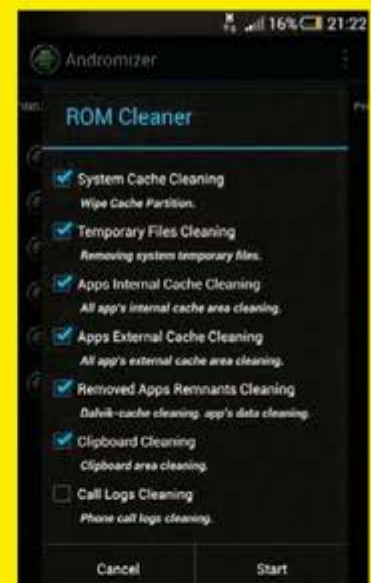 16% 21:22
Andromizer
ROM Cleaner
System Cache Cleaning
Wipe Cache Partition.
Temporary Files Cleaning
Removing system temporary files.
Apps Internal Cache Cleaning
All app's internal cache area cleaning.
Apps External Cache Cleaning
All app's external cache area cleaning.
Removed Apps Remnants Cleaning
Dalvik-cache cleaning. app's data cleaning.
Clipboard Cleaning
Clipboard area cleaning.
Call Logs Cleaning
Phone call logs cleaning.
Cancel Start